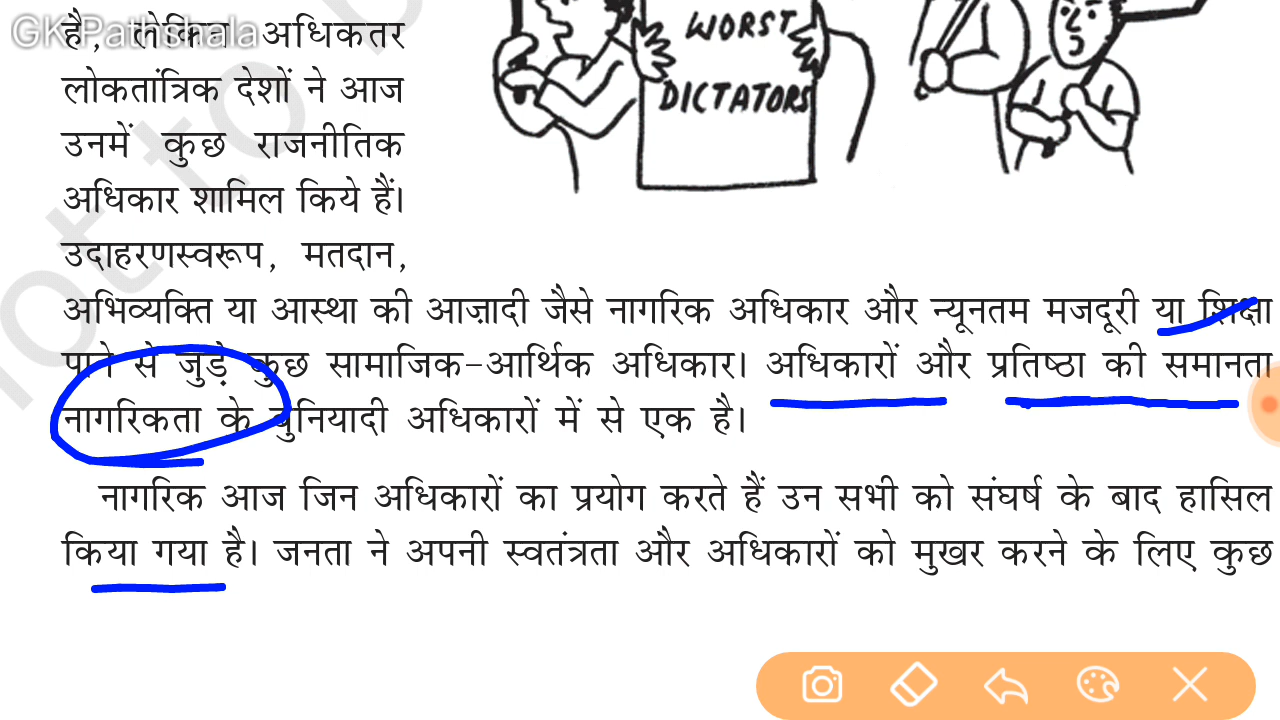 GK Pathshala
है, लेकिन अधिकतर
लोकतांत्रिक देशों ने आज
उनमें कुछ राजनीतिक
अधिकार शामिल किये हैं।
उदाहरणस्वरूप, मतदान,
WORST
DICTATORS
अभिव्यक्ति या आस्था की आज़ादी जैसे नागरिक अधिकार और न्यूनतम मजदूरी या शिक्षा
पाने से जुड़े कुछ सामाजिक-आर्थिक अधिकार। अधिकारों और प्रतिष्ठा की समानता
नागरिकता के बुनियादी अधिकारों में से एक है।
नागरिक आज जिन अधिकारों का प्रयोग करते हैं उन सभी को संघर्ष के बाद हासिल
किया गया है। जनता ने अपनी स्वतंत्रता और अधिकारों को मुखर करने के लिए कुछ